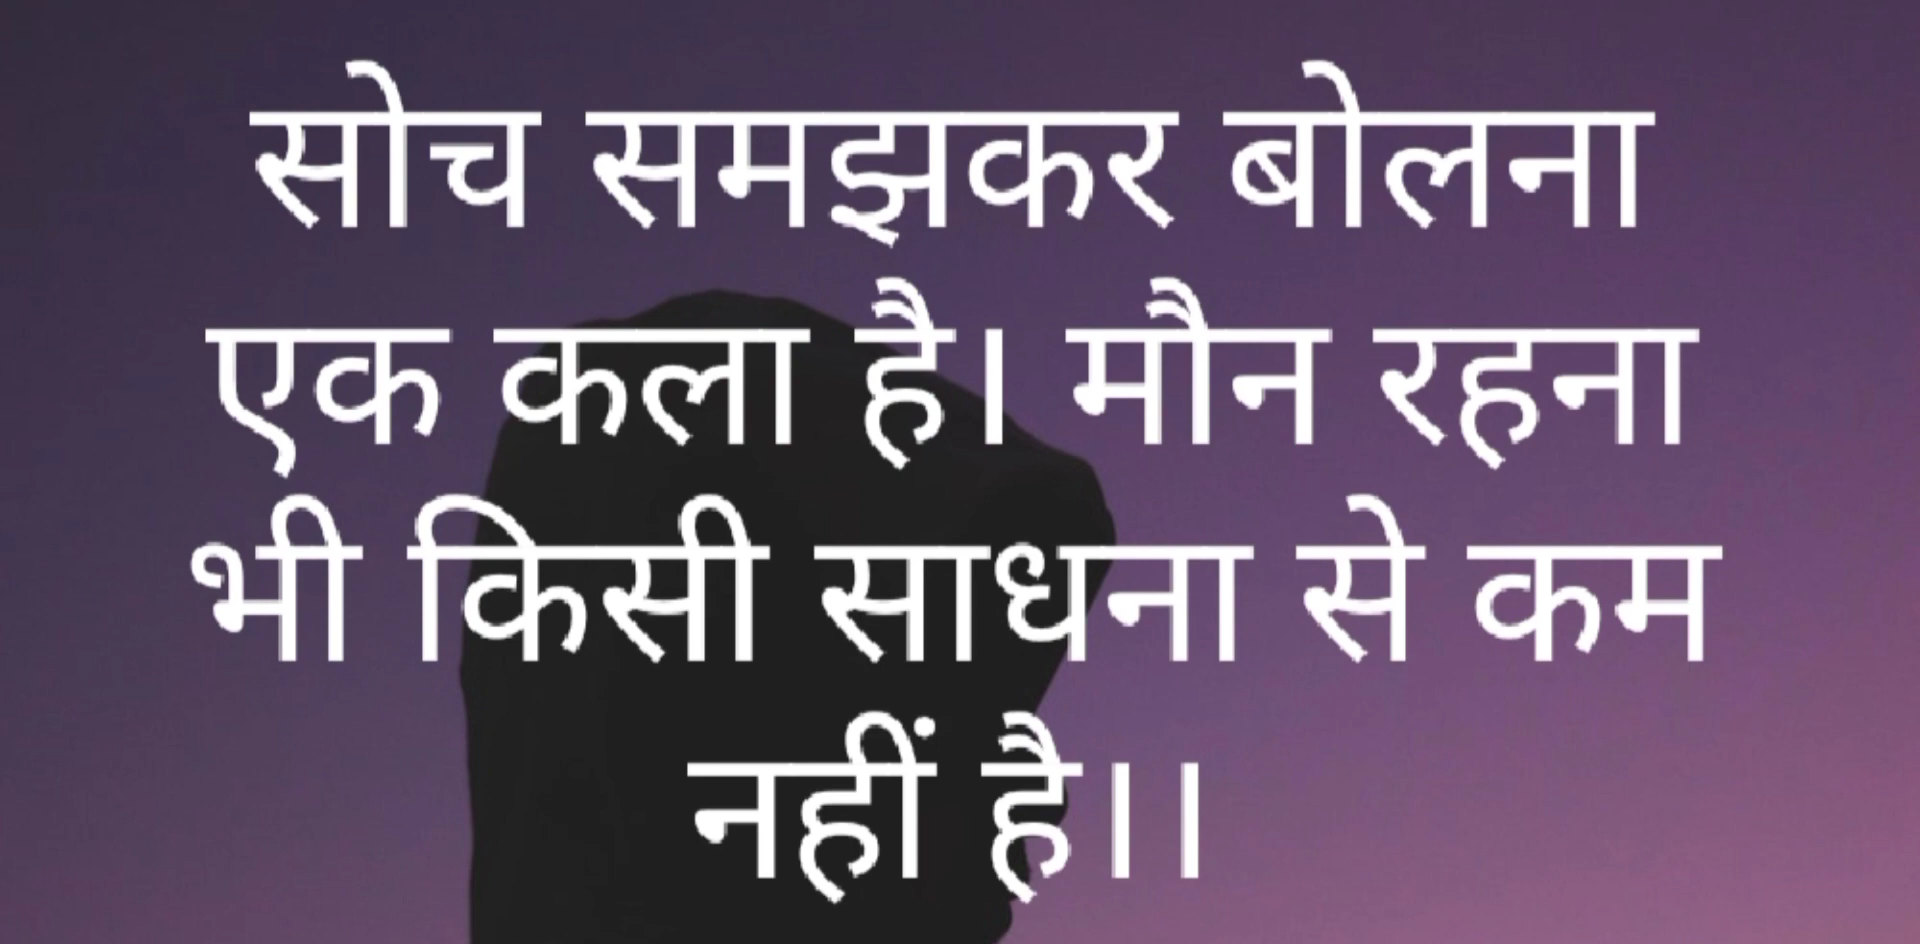 सोच समझकर बोलना
एक कला है। मौन रहना
भी किसी साधना से कम
नहीं है।।